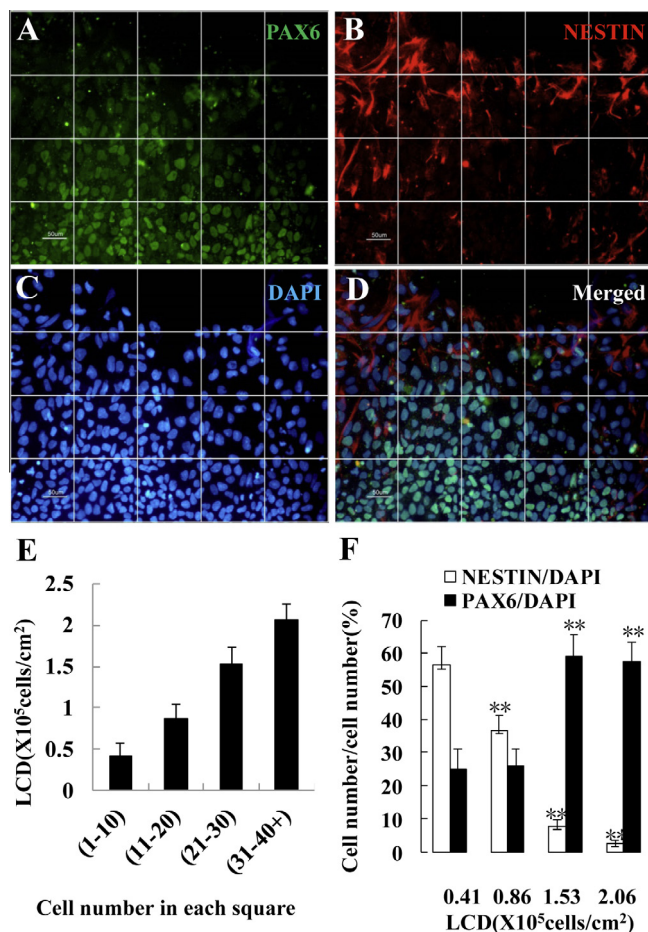 A PAX6
B NESTIN
50um
50um
C DAPI
D Merged
50um
50um
E
2.5
2
1.5
1
0.5
0
LCD(X10⁵cells/cm²)
(1-10)
(11-20)
(21-30)
(31-40+)
Cell number in each square
F
NESTIN/DAPI
PAX6/DAPI
70
60
50
40
30
20
10
0
Cell number/cell number(%)
**
**
**
**
**
0.41 0.86 1.53 2.06
LCD(X10⁵cells/cm²)